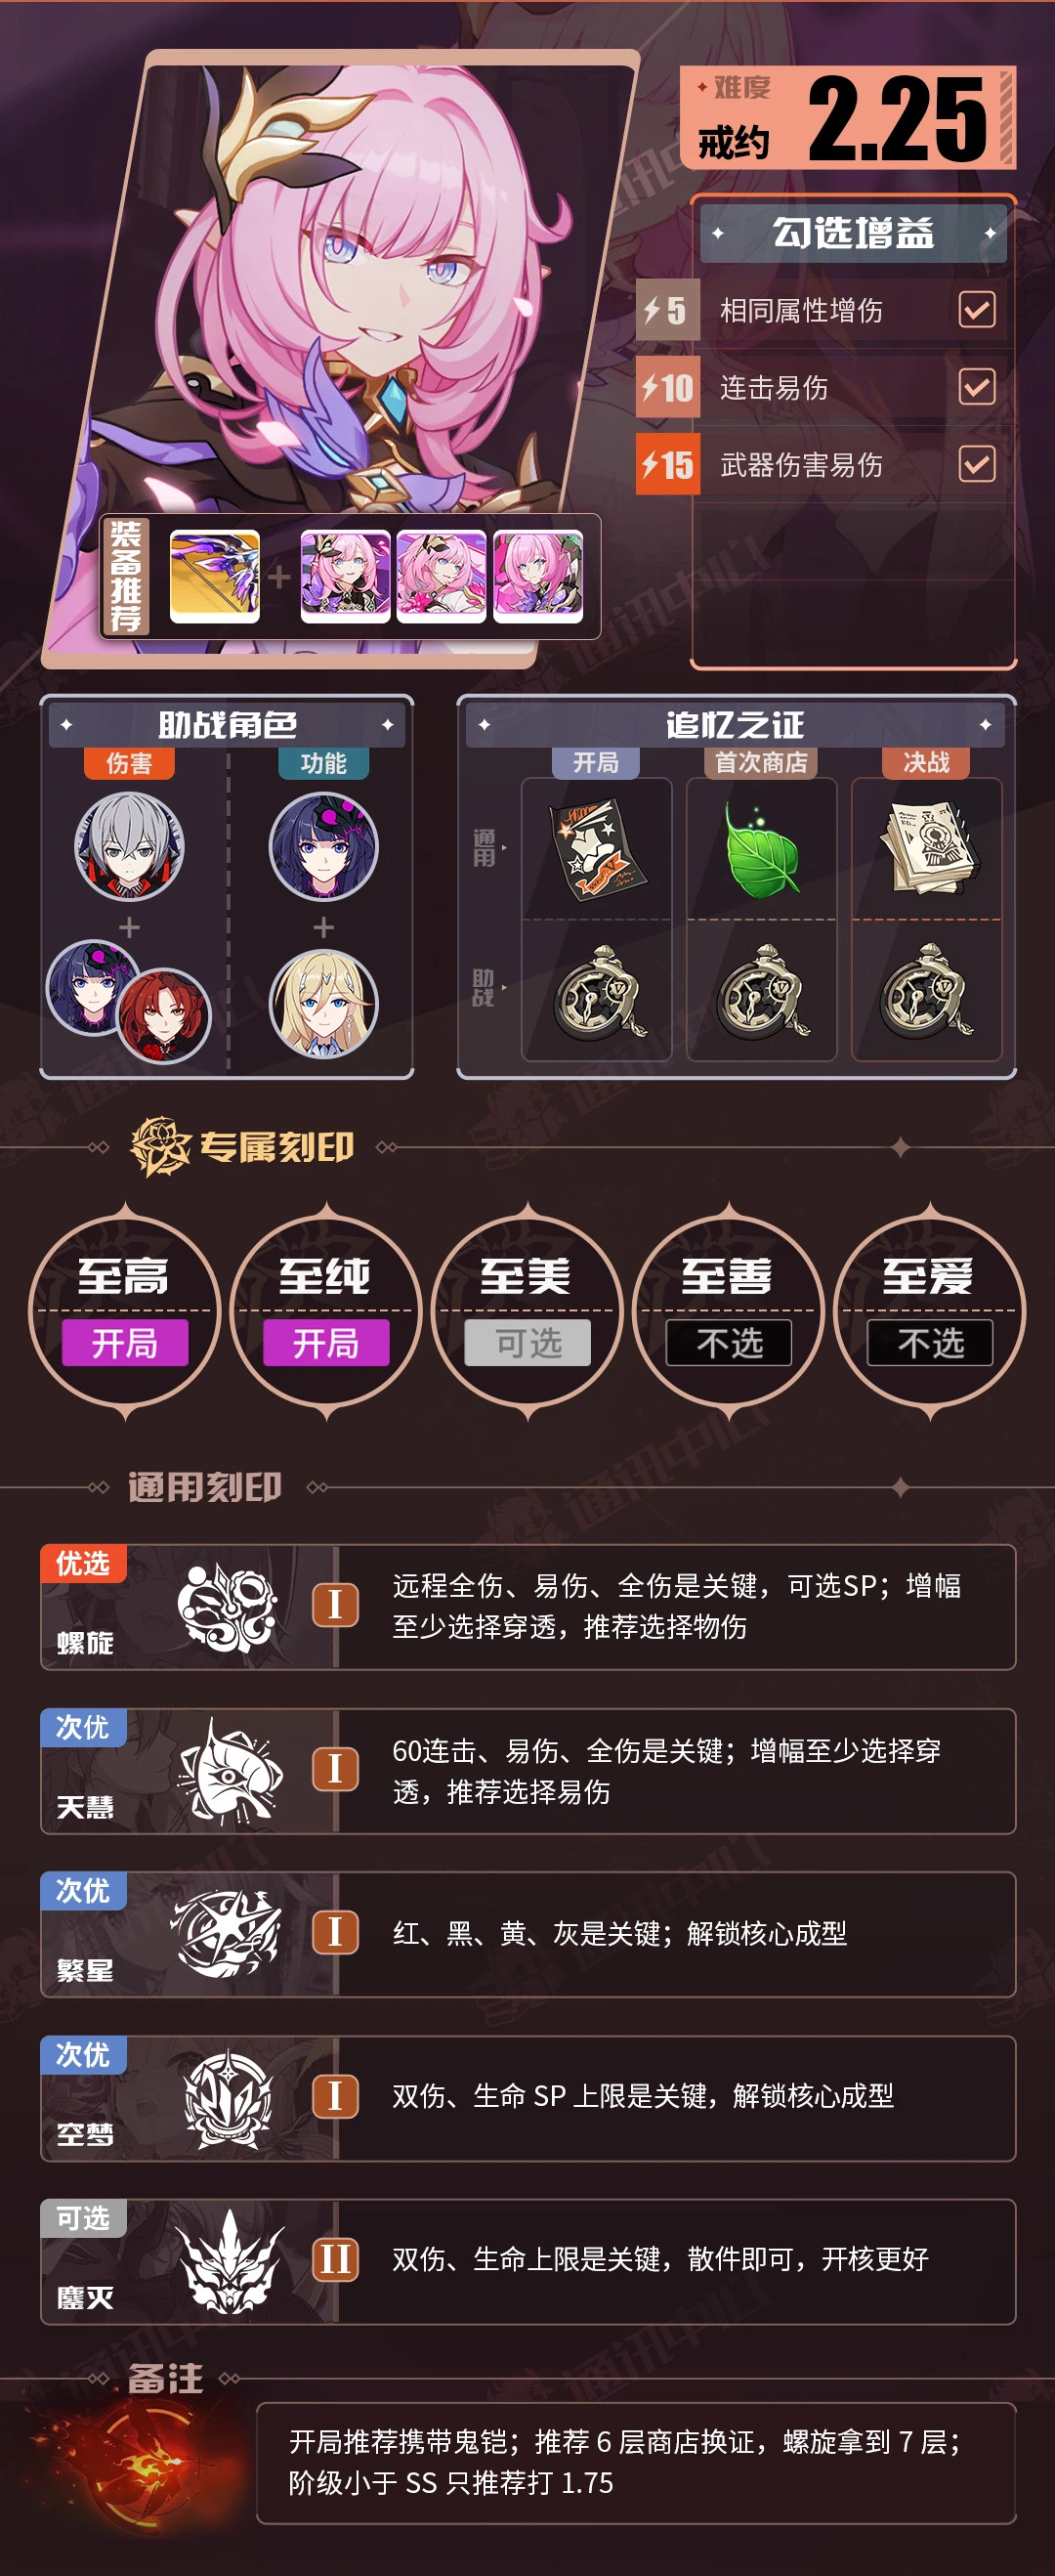 难度
戒约
2.25
勾选增益
5 相同属性增伤
10 连击易伤
15 武器伤害易伤
装备推荐
助战角色
伤害 功能
追忆之证
开局 首次商店 决战
通用
助战
专属刻印
至高 至纯 至美 至善 至爱
开局 开局 可选 不选 不选
通用刻印
优选
螺旋
I
远程全伤、易伤、全伤是关键，可选SP；增幅
至少选择穿透，推荐选择物伤
次优
天慧
I
60连击、易伤、全伤是关键；增幅至少选择穿
透，推荐选择易伤
次优
繁星
I
红、黑、黄、灰是关键；解锁核心成型
次优
空梦
I
双伤、生命 SP 上限是关键，解锁核心成型
可选
鏖灭
II
双伤、生命上限是关键，散件即可，开核更好
备注
开局推荐携带鬼铠；推荐 6 层商店换证，螺旋拿到 7 层；
阶级小于 SS 只推荐打 1.75
通讯中心